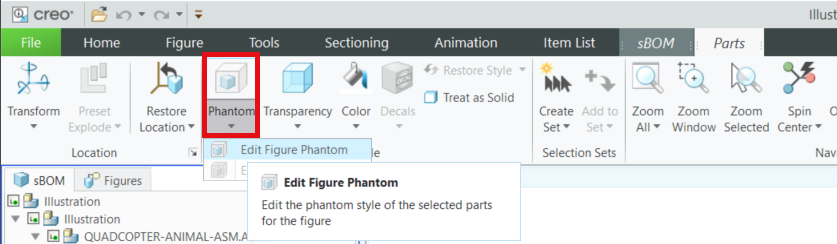 creo
Illust
File Home Figure Tools Sectioning Animation Item List sBOM Parts
Transform Preset Explode Restore Location Phantom Transparency Color Decals Restore Style Treat as Solid Create Set Add to Set Zoom All Zoom Window Zoom Selected Spin Center
Location Selection Sets Navi
Edit Figure Phantom
sBOM Figures
Edit Figure Phantom
Illustration
Edit the phantom style of the selected parts
for the figure
Illustration
QUADCOPTER-ANIMAL-ASM.A